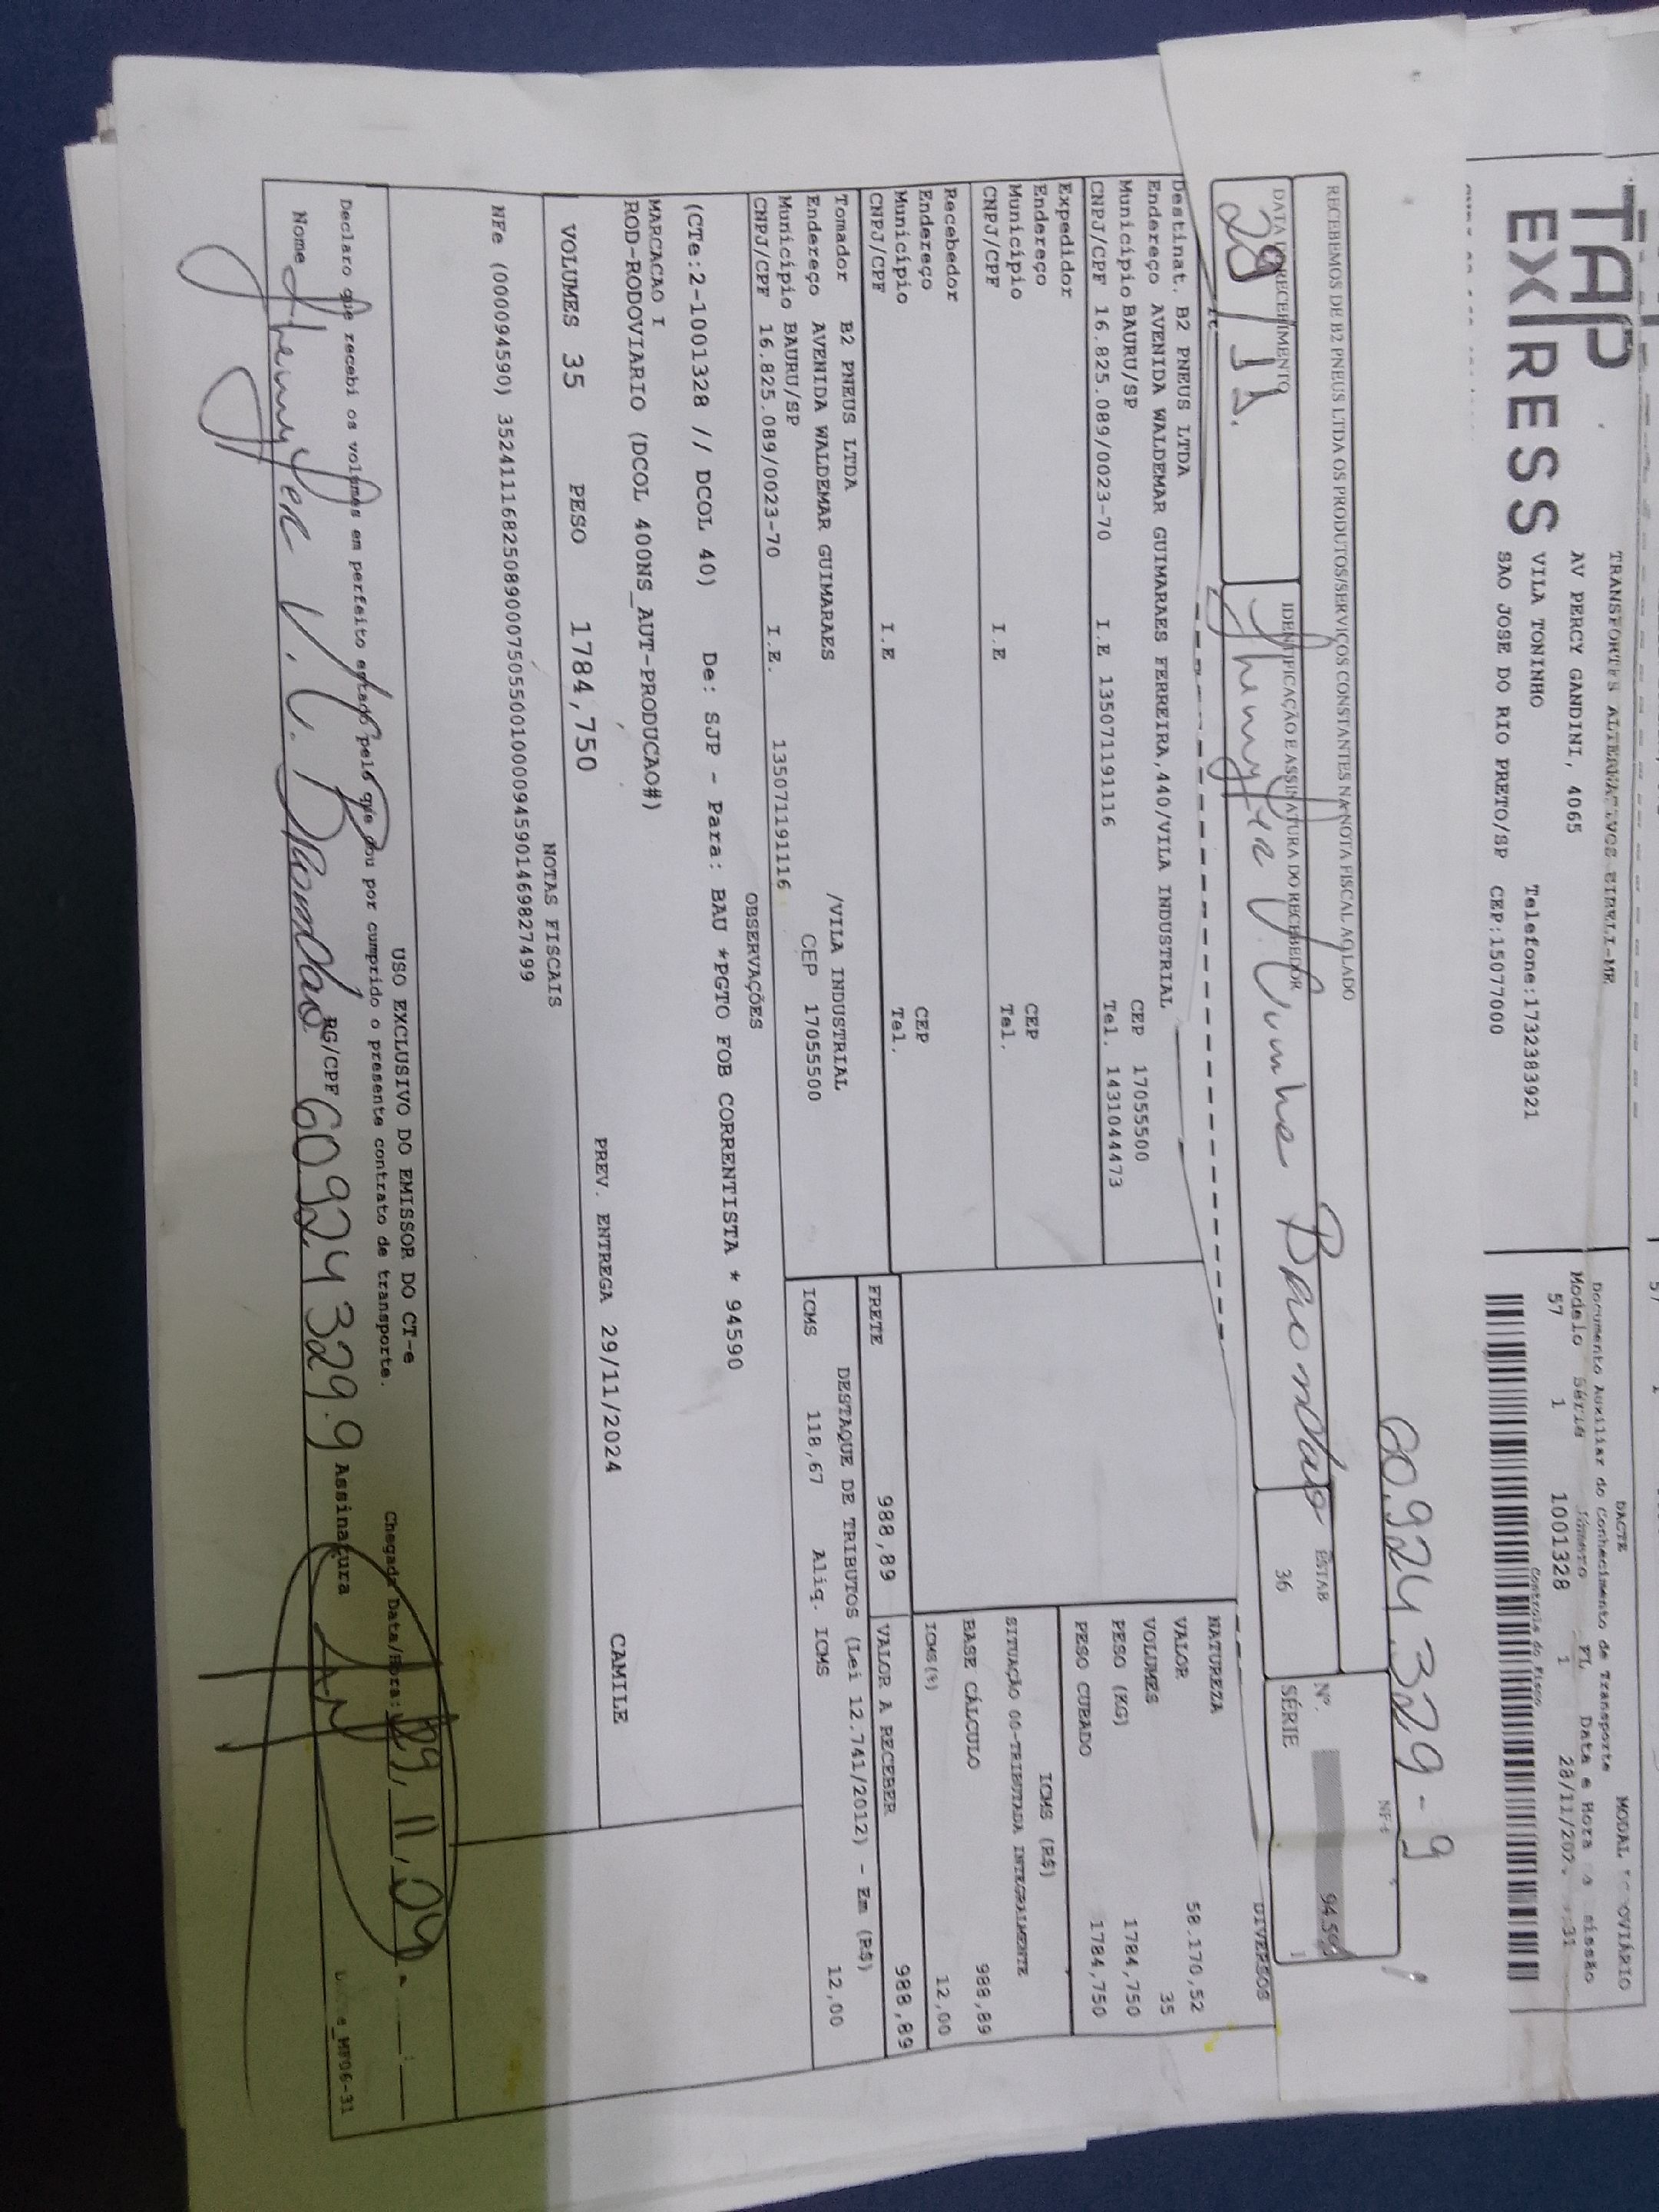 TAP
EXPRESS
TRANSPORTES ALTERNATIVOS EIRELI-ME
AV PERCY GANDINI, 4065
VILA TONINHO Telefone:1732383921
SAO JOSE DO RIO PRETO/SP CEP:15077000
DACTE
Documento Auxiliar do Conhecimento de Transporte
MODAL
Modelo Série Número FL Data e Hora
57 1 1001328 1 28/11/202
Controle do Fisco
60.924 329-9
RECEBEMOS DE B2 PNEUS LTDA OS PRODUTOS/SERVIÇOS CONSTANTES NA NOTA FISCAL AO LADO
DATA DE RECEBIMENTO
IDENTIFICAÇÃO E ASSINATURA DO RECEBEDOR
ESTAB
36
NF-e
Nº.
SÉRIE 1
Destinat. B2 PNEUS LTDA
Endereço AVENIDA WALDEMAR GUIMARAES FERREIRA,440/VILA INDUSTRIAL
Município BAURU/SP CEP 17055500
CNPJ/CPF 16.825.089/0023-70 I.E 135071191116 Tel. 1431044473
Expedidor
Endereço
Município CEP
CNPJ/CPF I.E Tel.
Recebedor
Endereço
Município CEP
CNPJ/CPF I.E Tel.
Tomador B2 PNEUS LTDA
Endereço AVENIDA WALDEMAR GUIMARAES /VILA INDUSTRIAL
Município BAURU/SP CEP 17055500
CNPJ/CPF 16.825.089/0023-70 I.E. 135071191116
NATUREZA DIVERSOS
VALOR 58.170,52
VOLUMES 35
PESO (KG) 1784,750
PESO CUBADO 1784,750
ICMS (R$)
SITUAÇÃO 00-TRIBUTADA INTEGRALMENTE
BASE CÁLCULO 988,89
ICMS(%) 12,00
FRETE 988,89 VALOR A RECEBER 988,89
DESTAQUE DE TRIBUTOS (Lei 12.741/2012) - Em (R$)
ICMS 118,67 Aliq. ICMS 12,00
OBSERVAÇÕES
(CTe:2-1001328 // DCOL 40) De: SJP - Para: BAU *PGTO FOB CORRENTISTA * 94590
MARCACAO I
ROD-RODOVIARIO (DCOL 400NS_AUT-PRODUCAO#)
VOLUMES 35 PESO 1784,750 PREV. ENTREGA 29/11/2024 CAMILE
NOTAS FISCAIS
NFe (000094590) 35241116825089000750550010000945901469827499
USO EXCLUSIVO DO EMISSOR DO CT-e
Declaro que recebi os volumes em perfeito estado pelo que dou por cumprido o presente contrato de transporte.
Chegada Data/Hora: 29/11/24
Nome RG/CPF 60.924 329.9 Assinatura